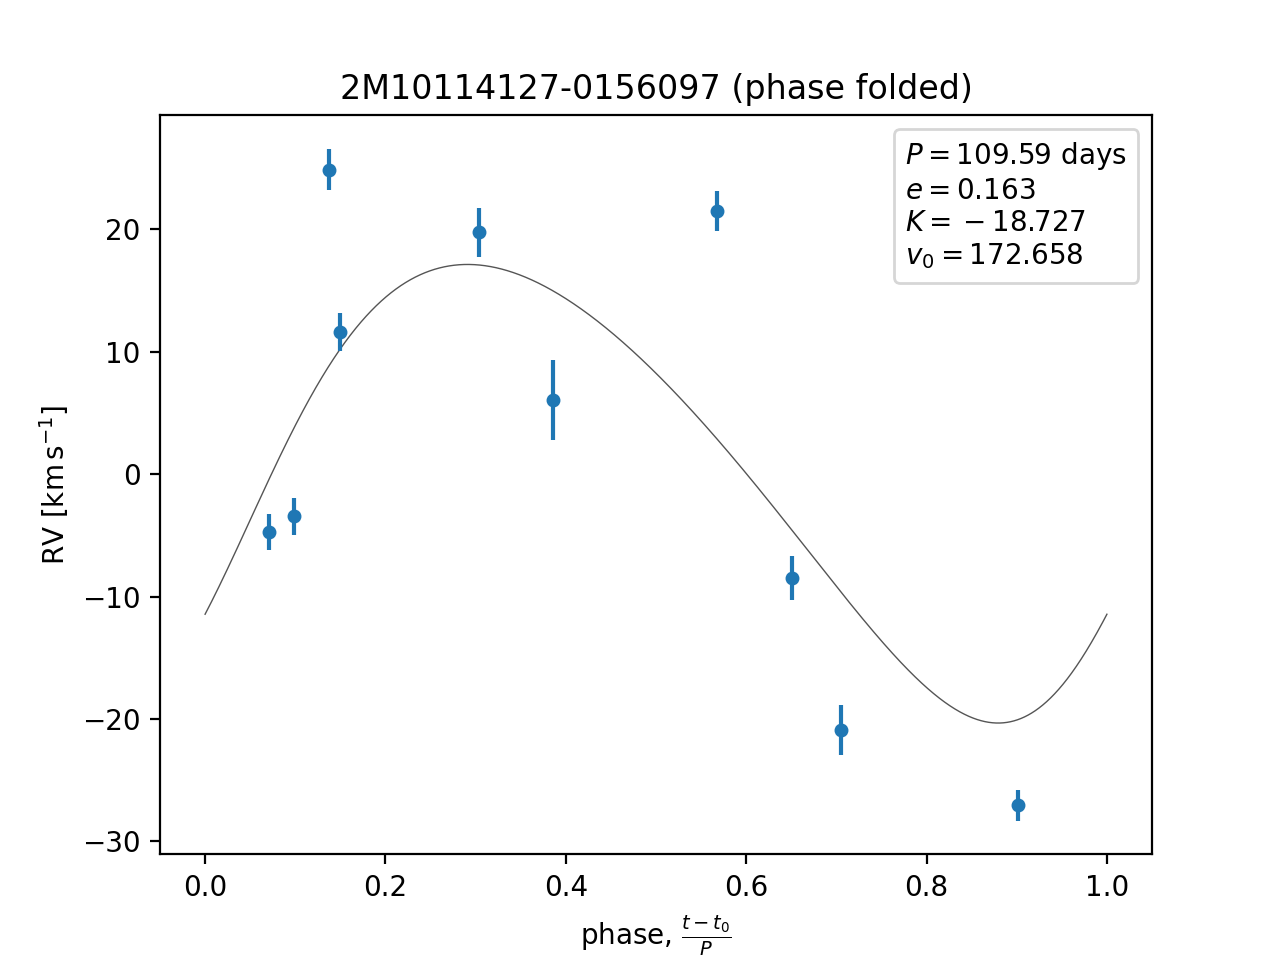 2M10114127-0156097 (phase folded)
P = 109.59 days
e = 0.163
K = −18.727
v₀ = 172.658
20
10
0
−10
−20
−30
RV [km s⁻¹]
0.0 0.2 0.4 0.6 0.8 1.0
phase, (t − t₀)/P